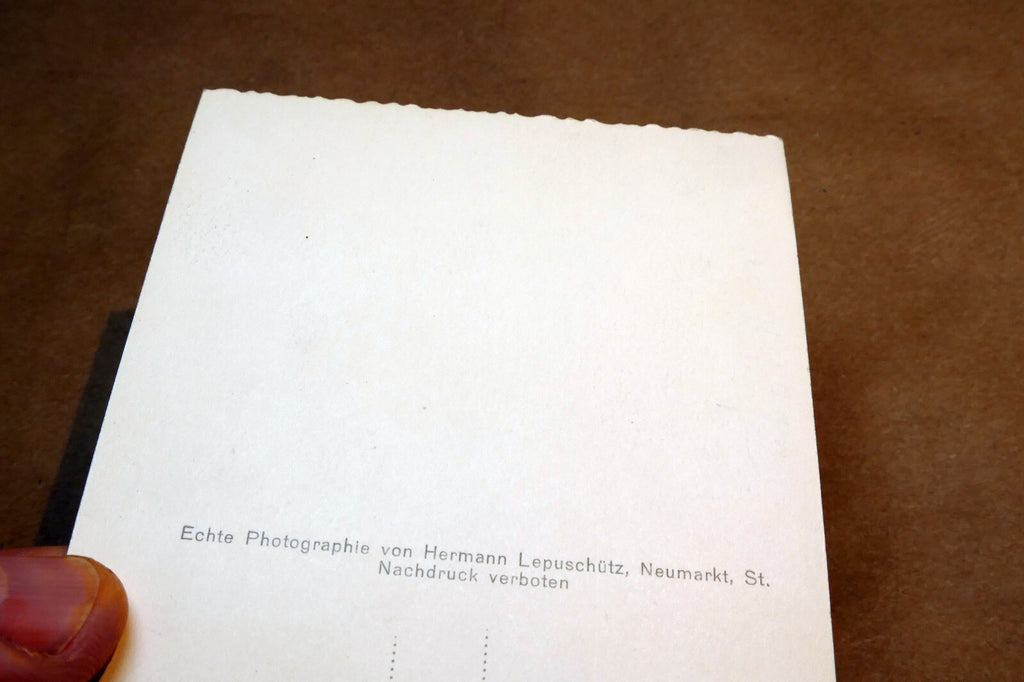 Echte Photographie von Hermann Lepuschütz, Neumarkt, St.
Nachdruck verboten